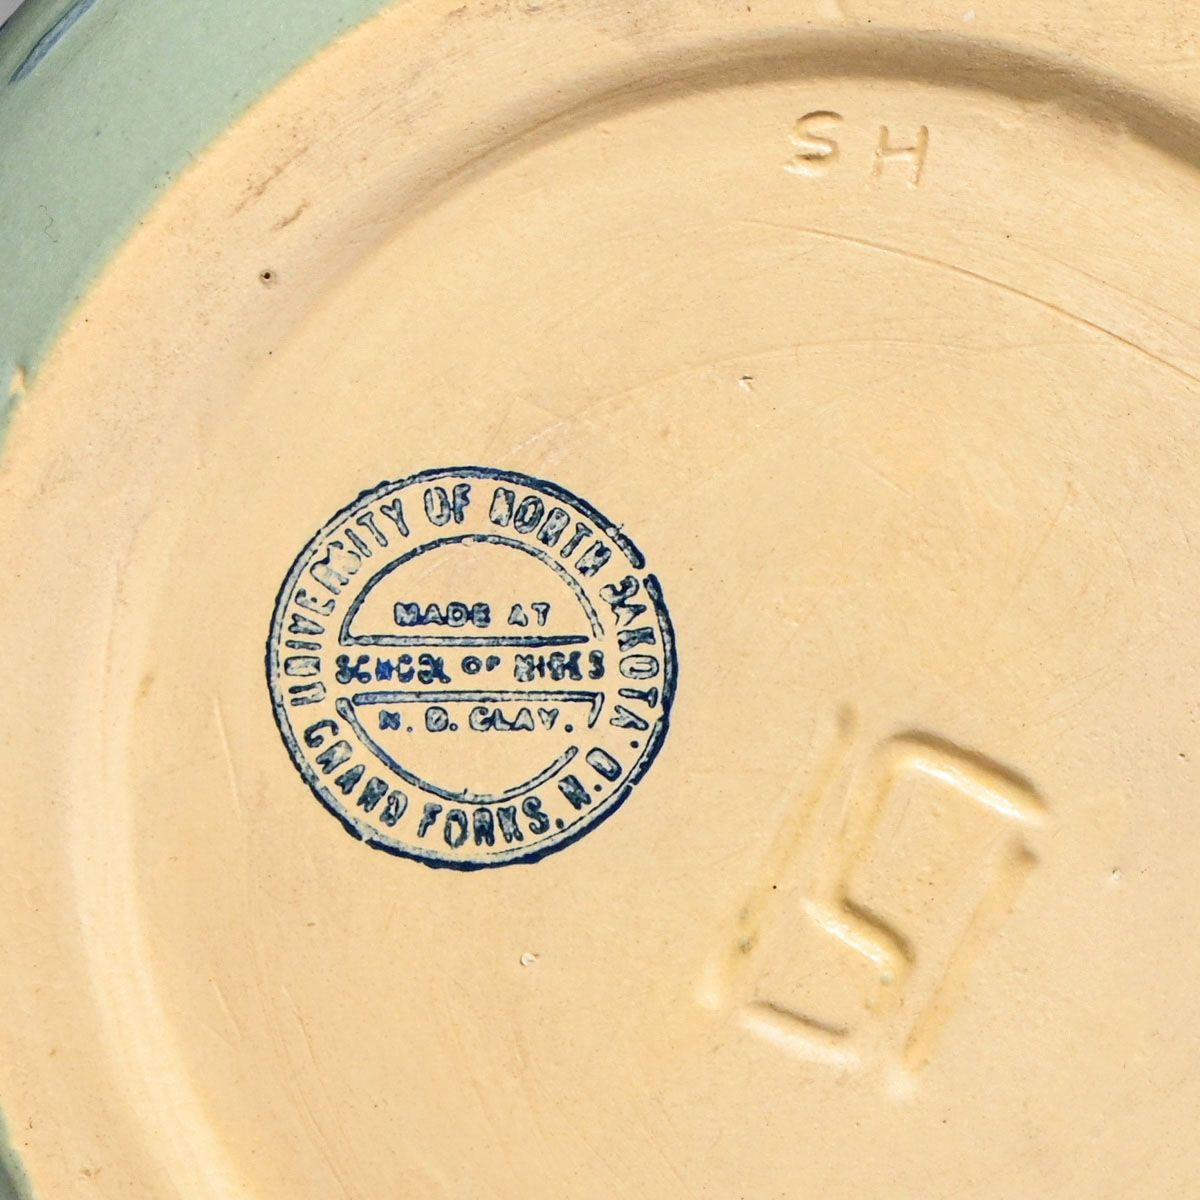 SH
UNIVERSITY OF NORTH DAKOTA.
MADE AT
SCHOOL OF MINES
N. D. CLAY.
GRAND FORKS, N.D.